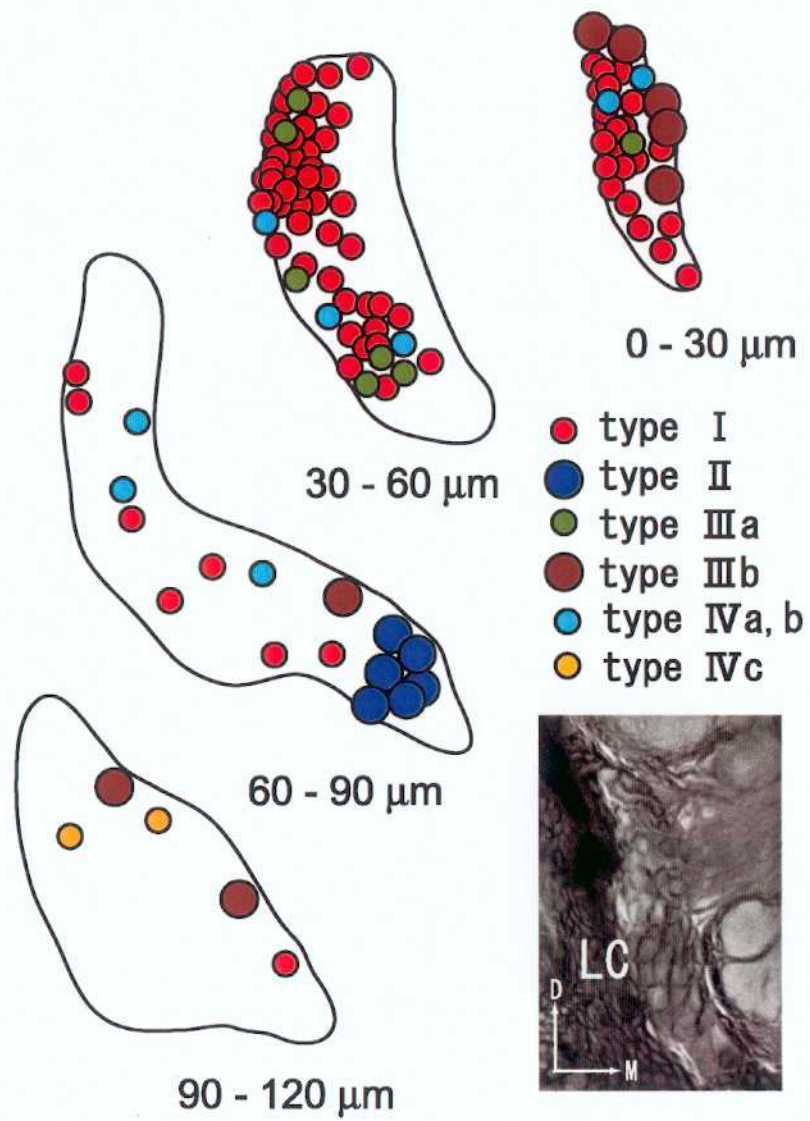 0 - 30 μm
30 - 60 μm
type Ⅰ
type Ⅱ
type Ⅲa
type Ⅲb
type Ⅳa, b
type Ⅳc
60 - 90 μm
90 - 120 μm
LC
D
M